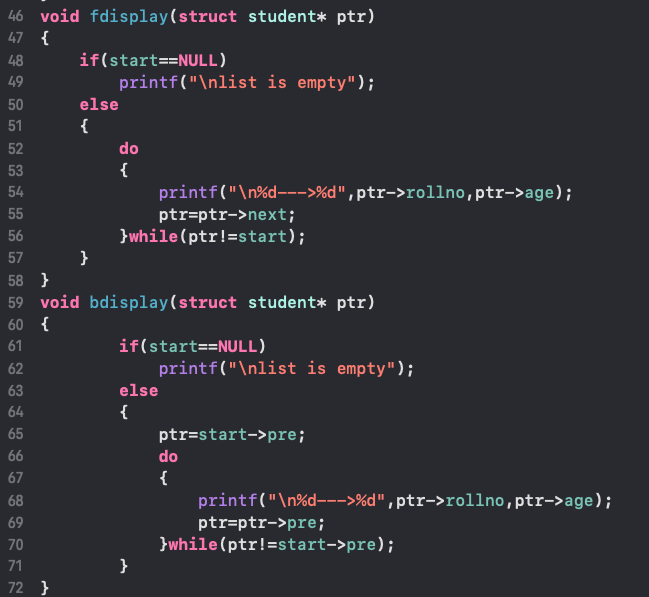 46 void fdisplay(struct student* ptr)
47 {
48     if(start==NULL)
49         printf("\nlist is empty");
50     else
51     {
52         do
53         {
54             printf("\n%d--->%d",ptr->rollno,ptr->age);
55             ptr=ptr->next;
56         }while(ptr!=start);
57     }
58 }
59 void bdisplay(struct student* ptr)
60 {
61         if(start==NULL)
62             printf("\nlist is empty");
63         else
64         {
65             ptr=start->pre;
66             do
67             {
68                 printf("\n%d--->%d",ptr->rollno,ptr->age);
69                 ptr=ptr->pre;
70             }while(ptr!=start->pre);
71         }
72 }